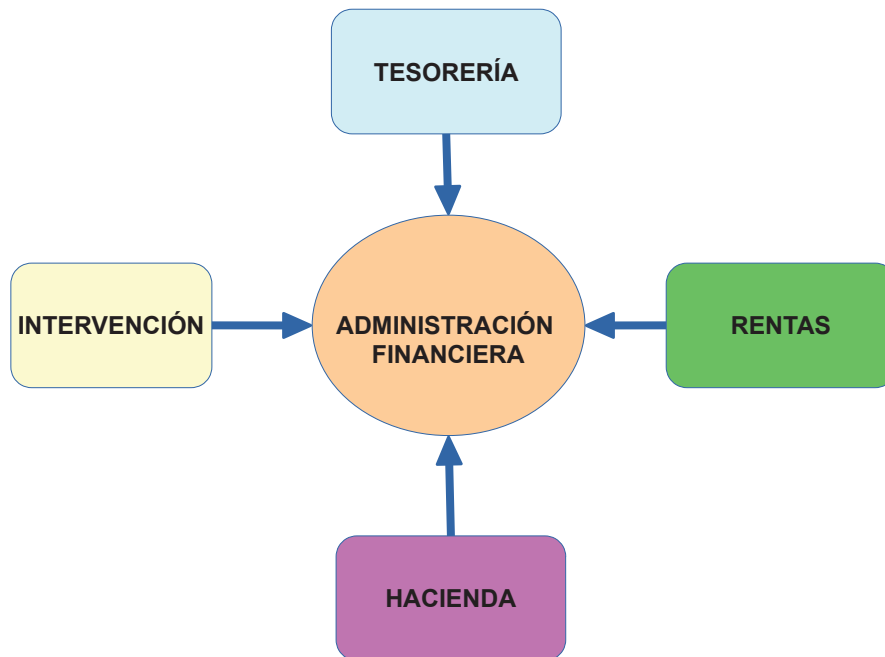 TESORERÍA
INTERVENCIÓN
ADMINISTRACIÓN
FINANCIERA
RENTAS
HACIENDA